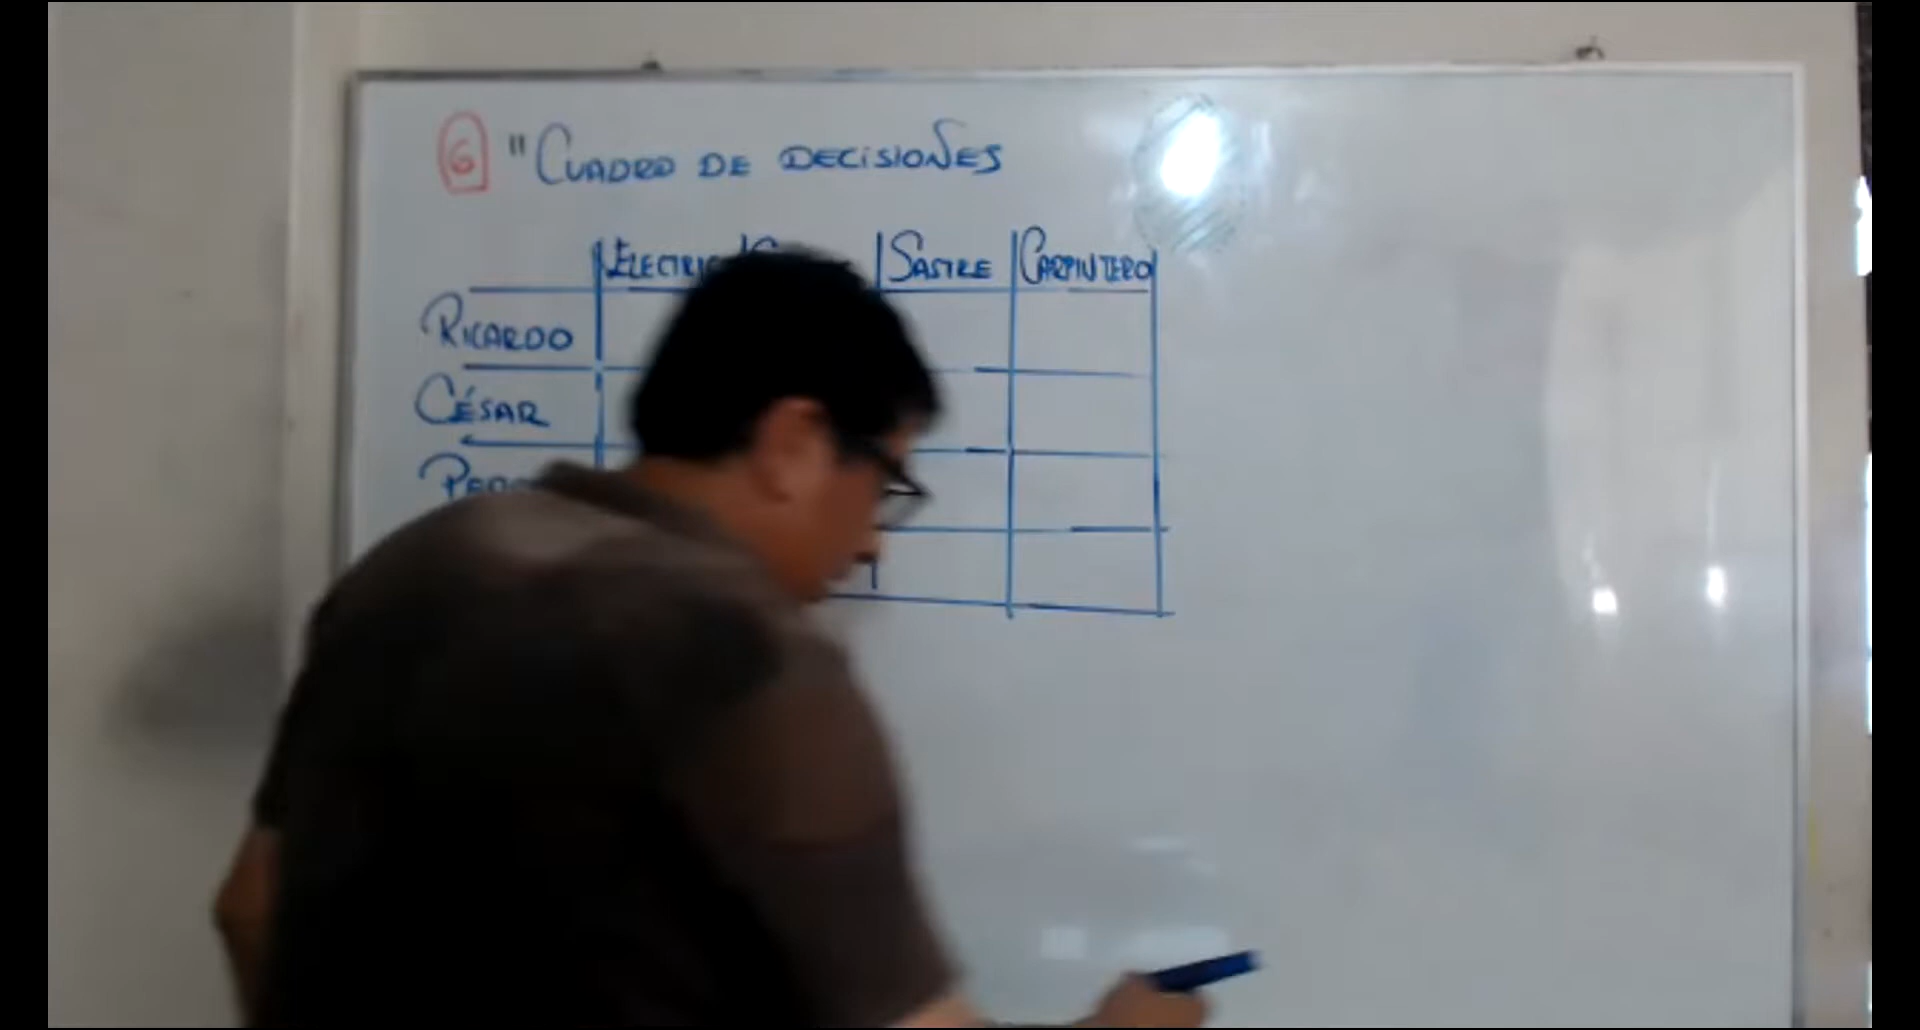 6 "CUADRO DE DECISIONES
SASTRE CARPINTERO
RICARDO
CÉSAR